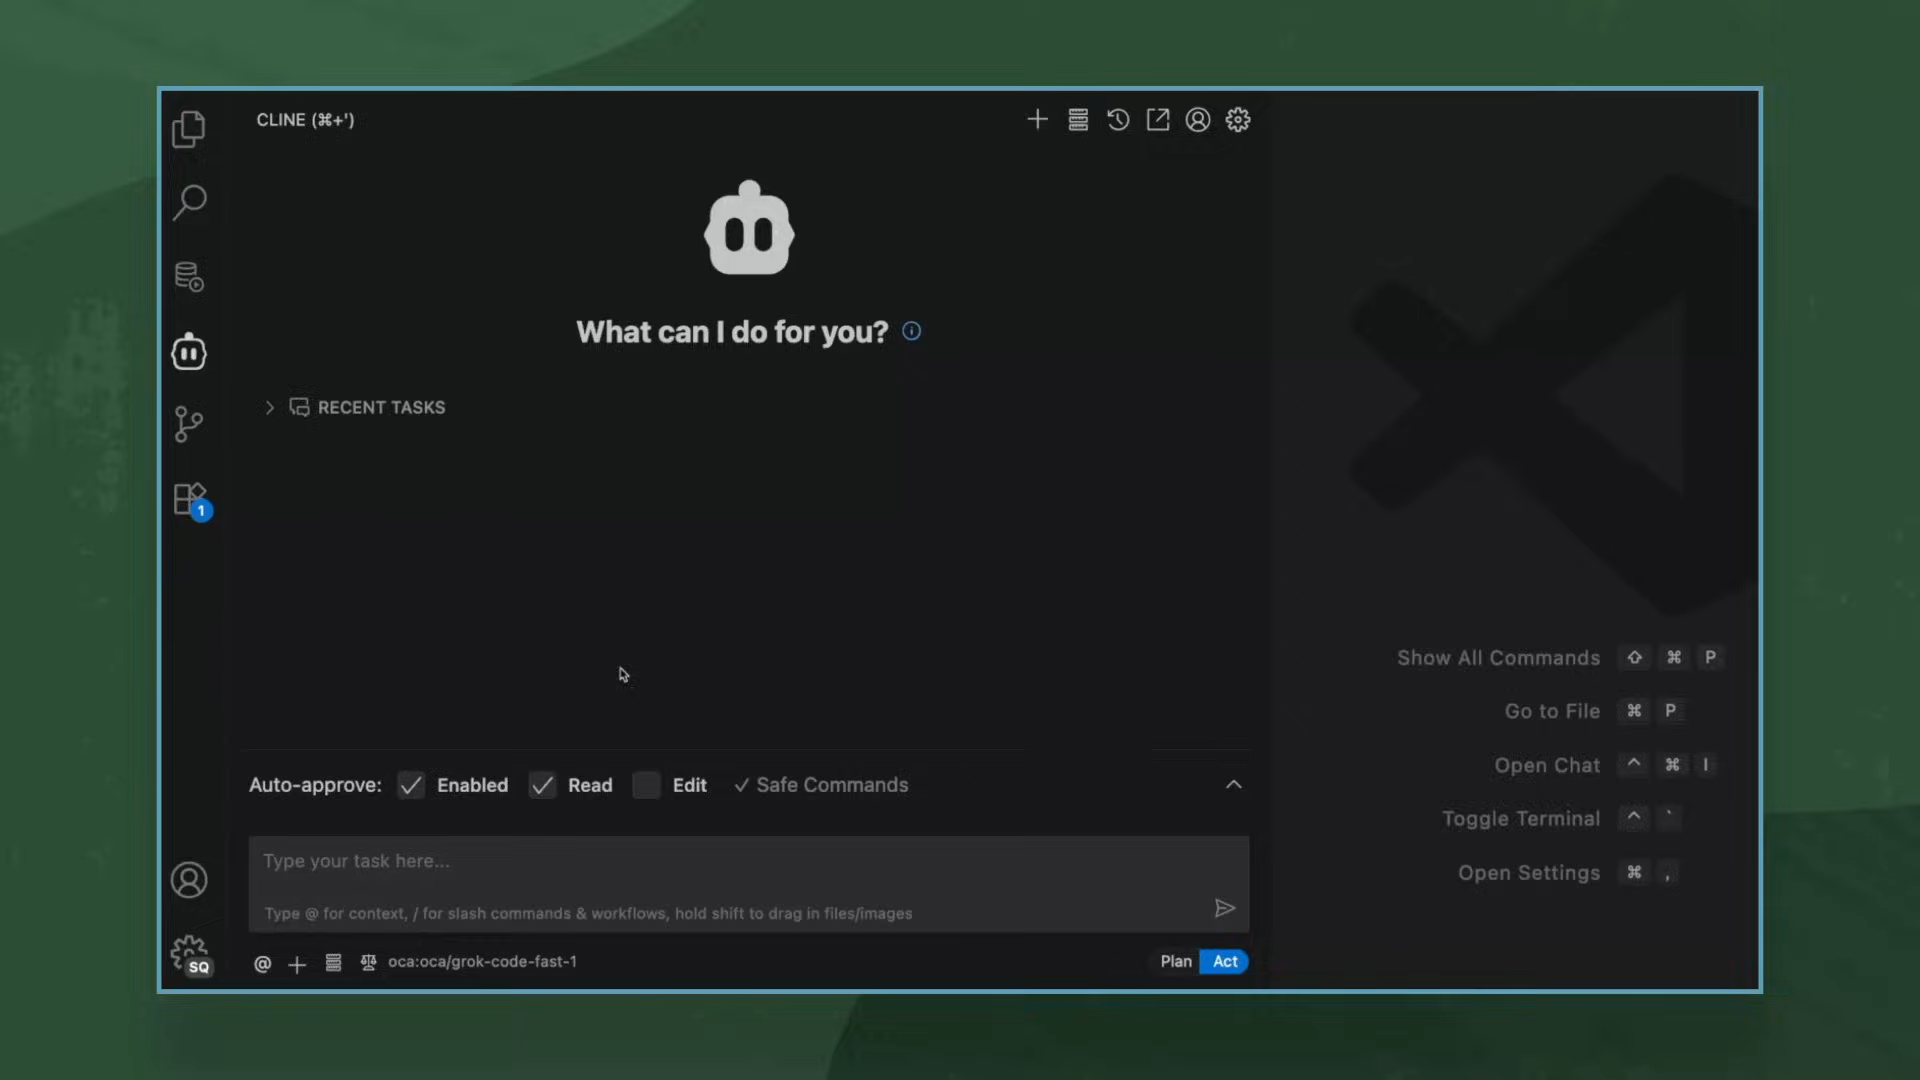 CLINE (⌘+')
What can I do for you?
RECENT TASKS
1
Show All Commands ⇧ ⌘ P
Go to File ⌘ P
Open Chat ^ ⌘ I
Toggle Terminal ^ `
Open Settings ⌘ ,
Auto-approve: Enabled Read Edit ✓ Safe Commands
Type your task here...
Type @ for context, / for slash commands & workflows, hold shift to drag in files/images
SQ
@ + oca:oca/grok-code-fast-1
Plan Act